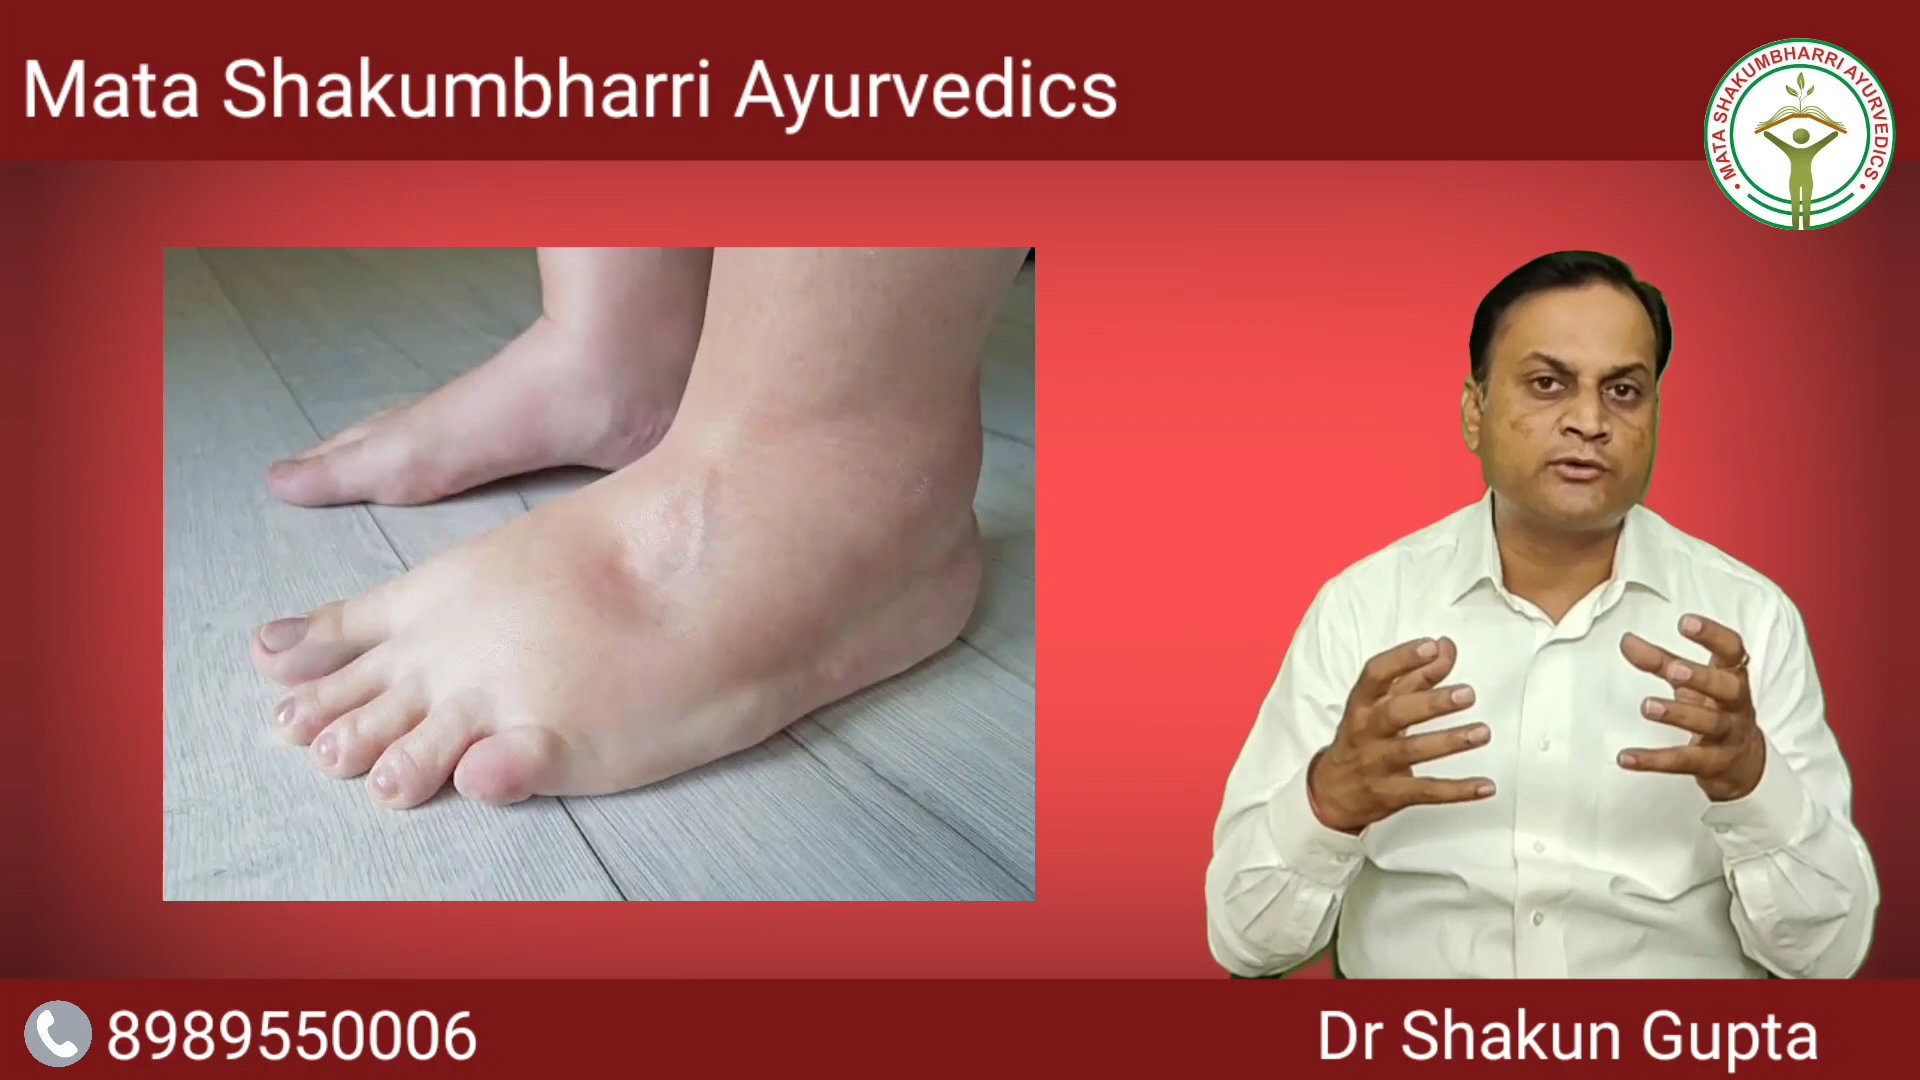 Mata Shakumbharri Ayurvedics
• MATA SHAKUMBHARRI AYURVEDICS •
8989550006
Dr Shakun Gupta